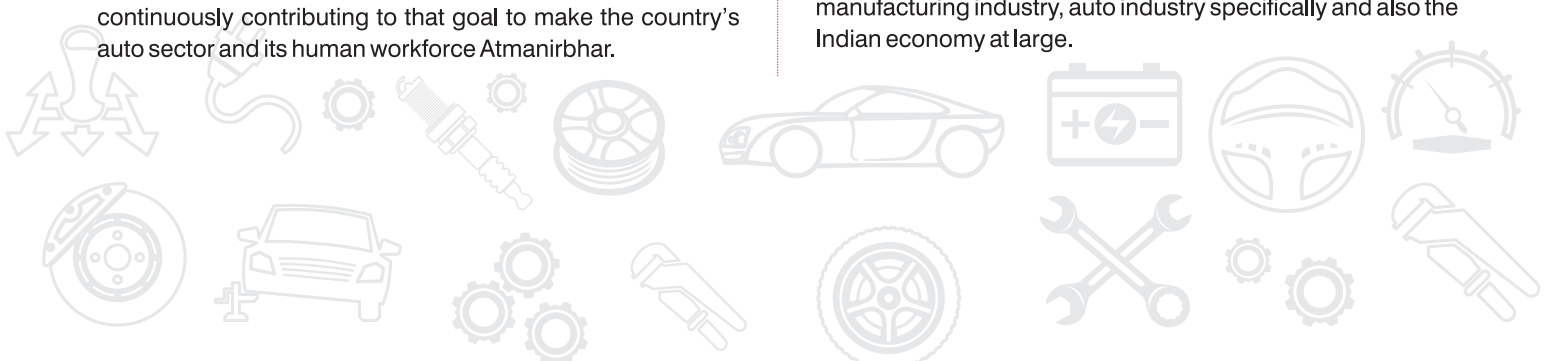 continuously contributing to that goal to make the country's
auto sector and its human workforce Atmanirbhar.
manufacturing industry, auto industry specifically and also the
Indian economy at large.